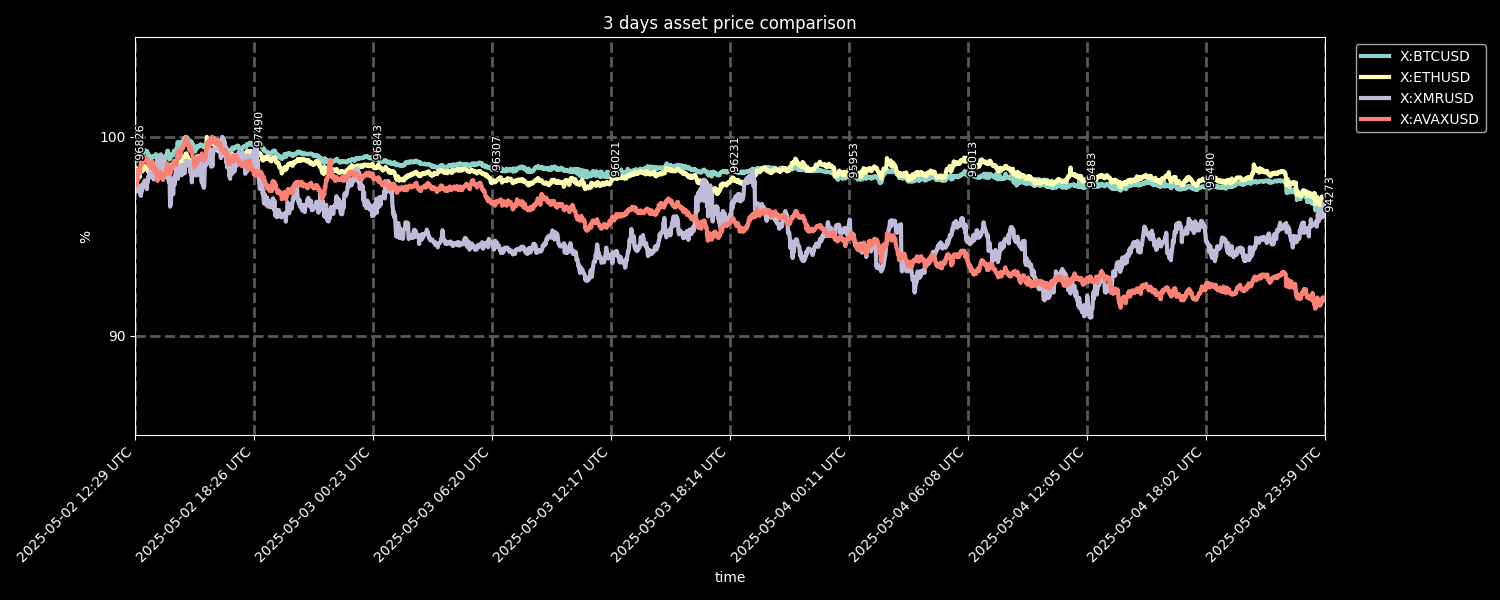 3 days asset price comparison
X:BTCUSD
X:ETHUSD
X:XMRUSD
X:AVAXUSD
100
90
%
96826
97490
96843
96307
96021
96231
95953
96013
95483
95480
94273
2025-05-02 12:29 UTC
2025-05-02 18:26 UTC
2025-05-03 00:23 UTC
2025-05-03 06:20 UTC
2025-05-03 12:17 UTC
2025-05-03 18:14 UTC
2025-05-04 00:11 UTC
2025-05-04 06:08 UTC
2025-05-04 12:05 UTC
2025-05-04 18:02 UTC
2025-05-04 23:59 UTC
time